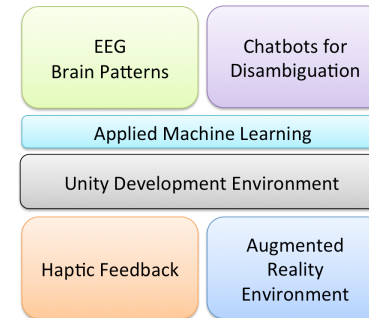 EEG
Brain Patterns
Chatbots for
Disambiguation
Applied Machine Learning
Unity Development Environment
Haptic Feedback
Augmented
Reality
Environment